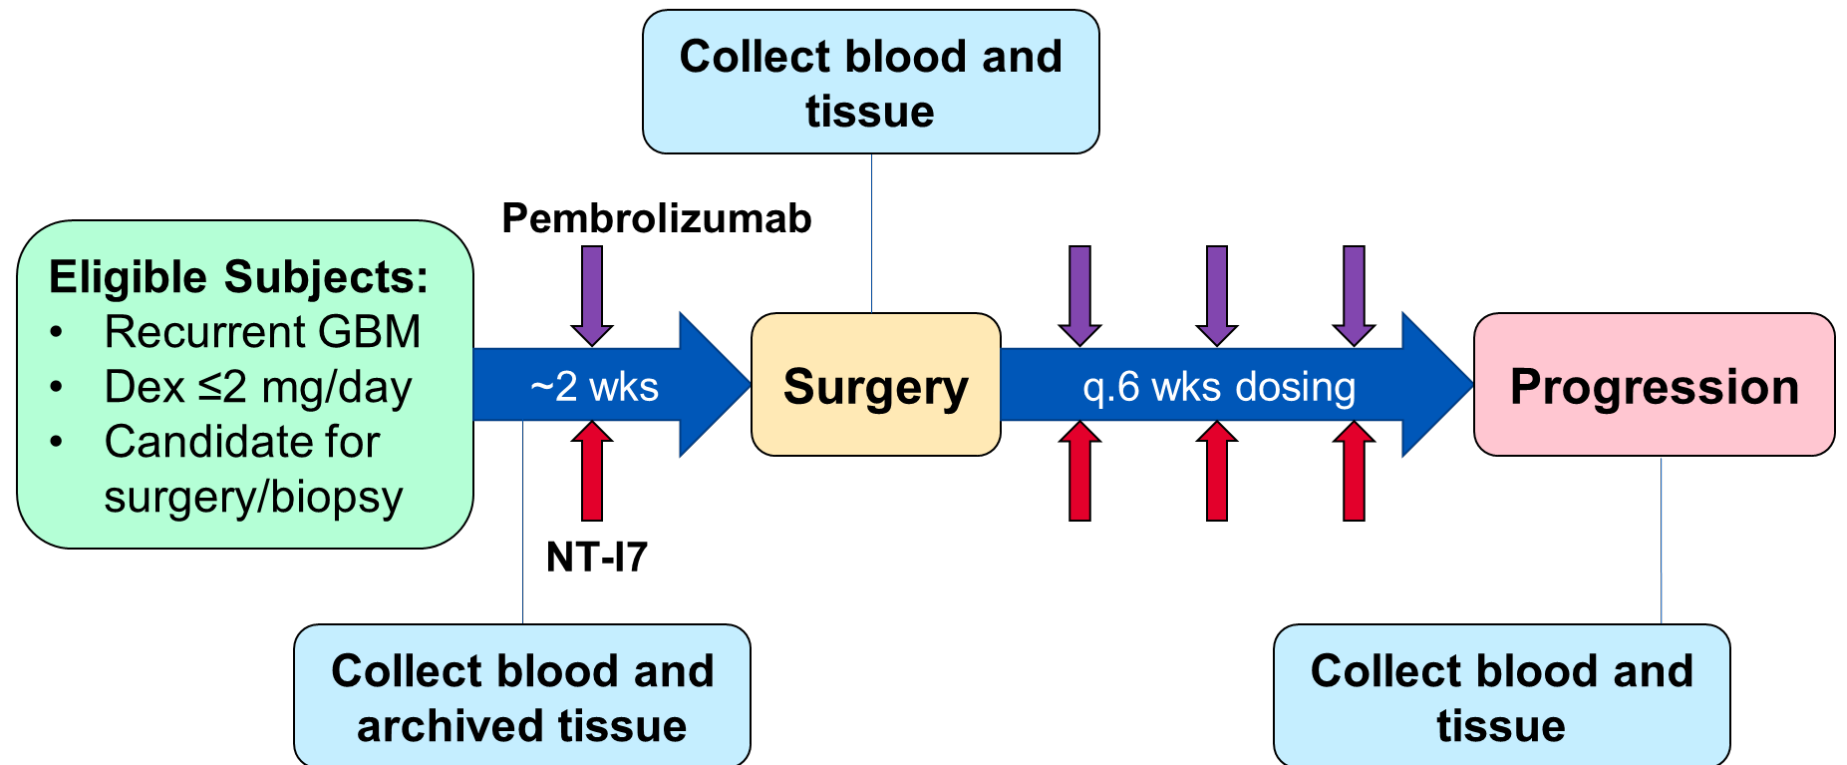 Collect blood and
tissue
Pembrolizumab
Eligible Subjects:
• Recurrent GBM
• Dex ≤2 mg/day
• Candidate for
surgery/biopsy
~2 wks
Surgery
q.6 wks dosing
Progression
NT-I7
Collect blood and
archived tissue
Collect blood and
tissue